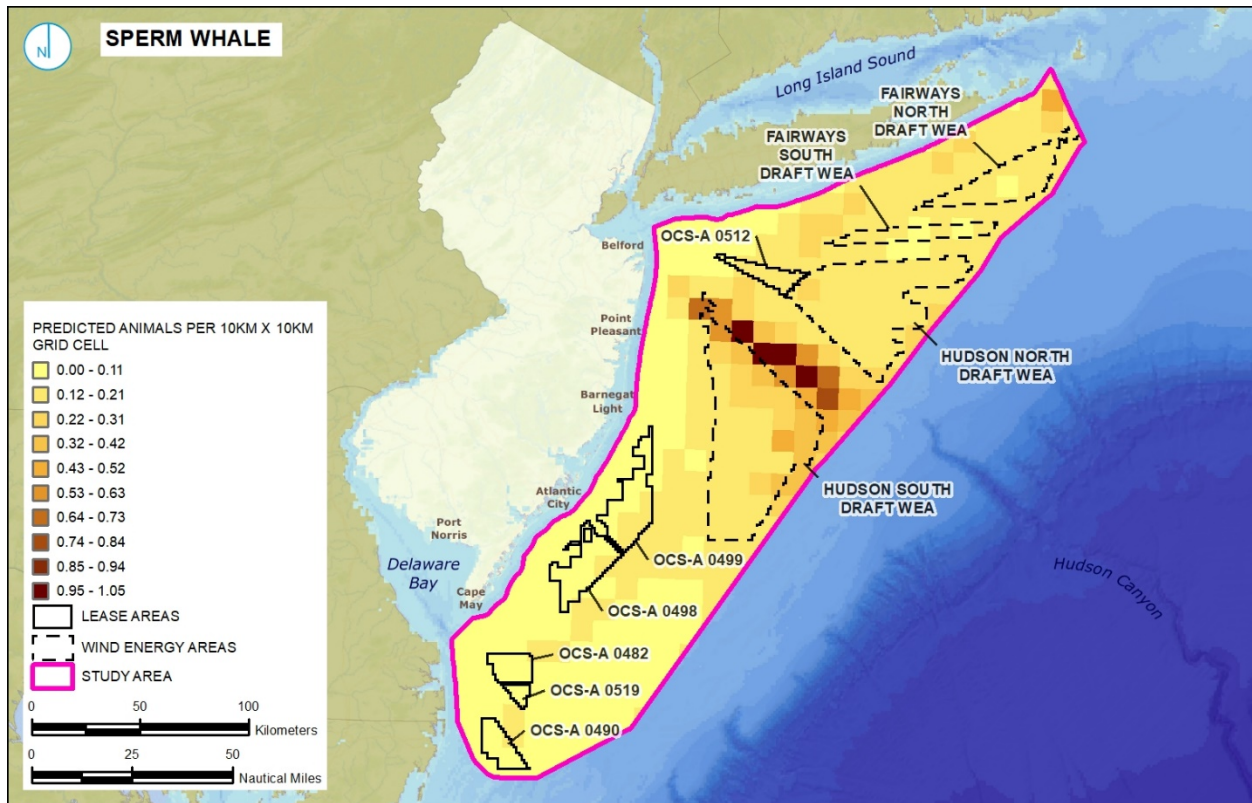 N
SPERM WHALE
Long Island Sound
FAIRWAYS
NORTH
DRAFT WEA
FAIRWAYS
SOUTH
DRAFT WEA
OCS-A 0512
Belford
Point
Pleasant
HUDSON NORTH
DRAFT WEA
Barnegat
Light
HUDSON SOUTH
DRAFT WEA
Atlantic
City
Port
Norris
Delaware
Bay
Cape
May
OCS-A 0499
OCS-A 0498
Hudson Canyon
OCS-A 0482
OCS-A 0519
OCS-A 0490
PREDICTED ANIMALS PER 10KM X 10KM
GRID CELL
0.00 - 0.11
0.12 - 0.21
0.22 - 0.31
0.32 - 0.42
0.43 - 0.52
0.53 - 0.63
0.64 - 0.73
0.74 - 0.84
0.85 - 0.94
0.95 - 1.05
LEASE AREAS
WIND ENERGY AREAS
STUDY AREA
0 50 100
Kilometers
0 25 50
Nautical Miles